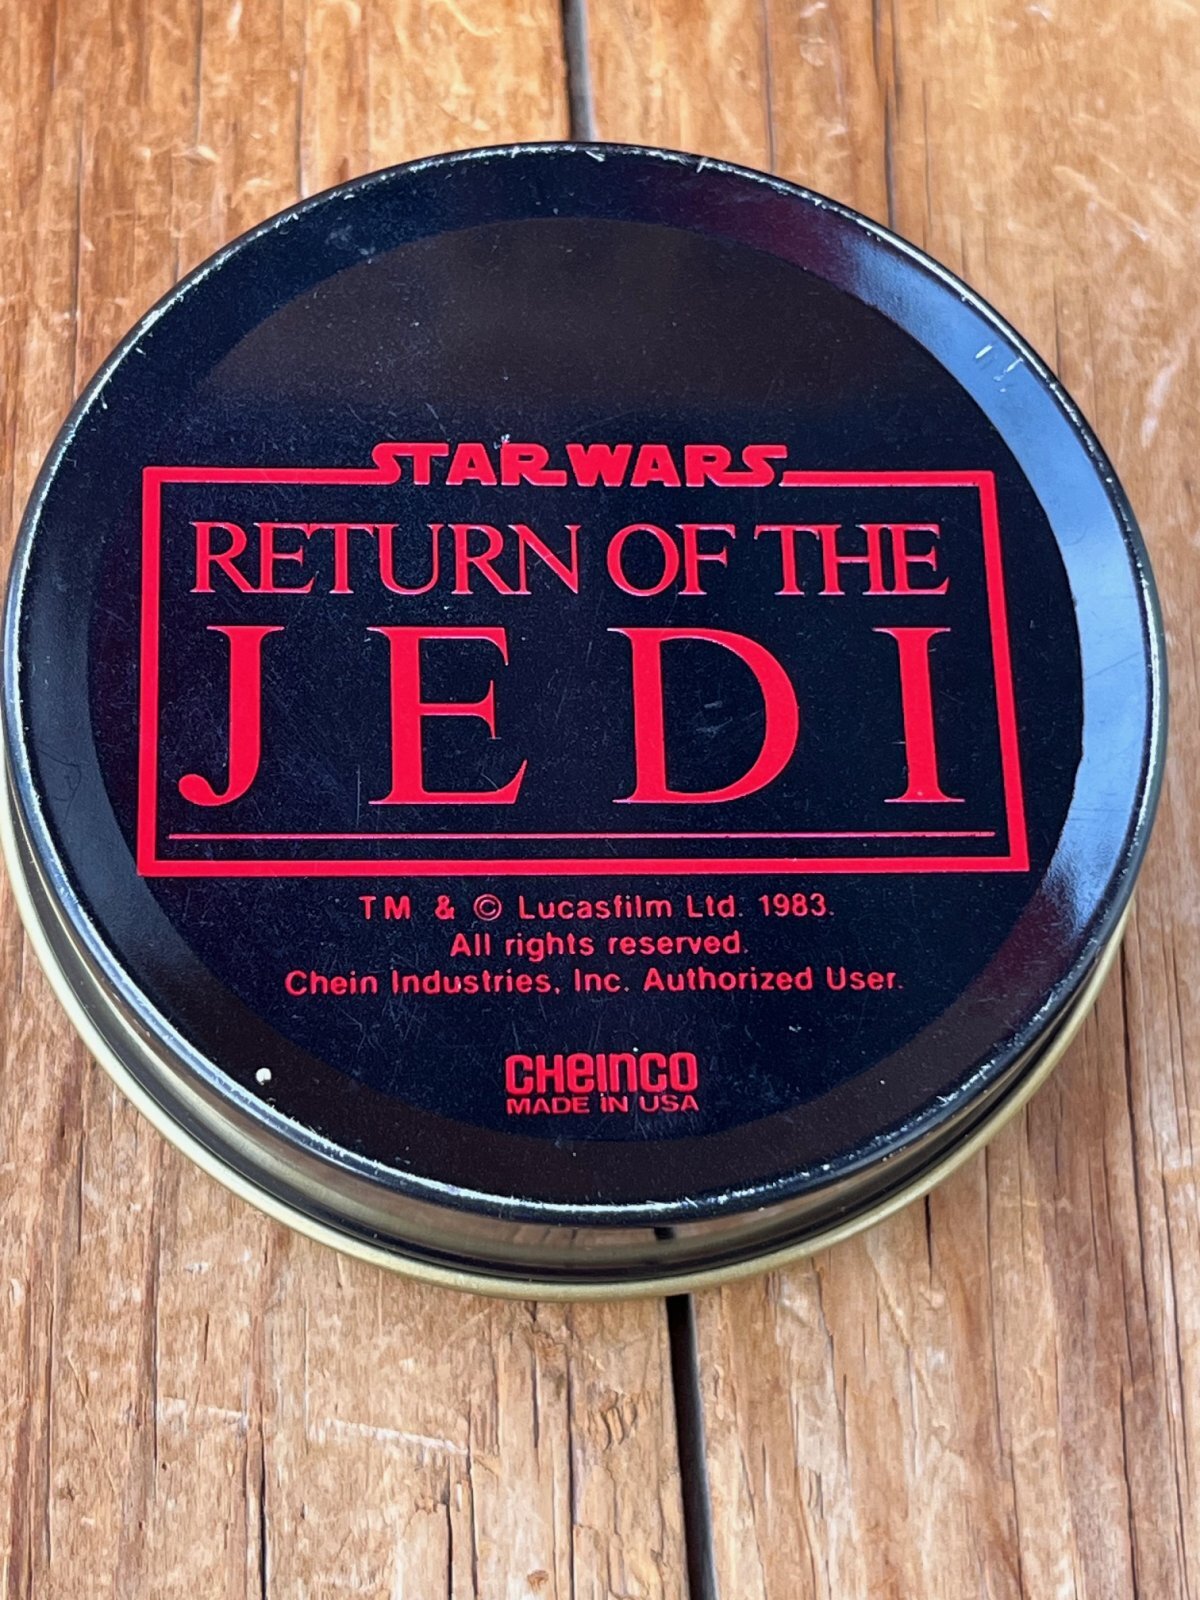 STAR WARS
RETURN OF THE
JEDI
TM & © Lucasfilm Ltd. 1983.
All rights reserved.
Chein Industries, Inc. Authorized User.
CHEINCO
MADE IN USA